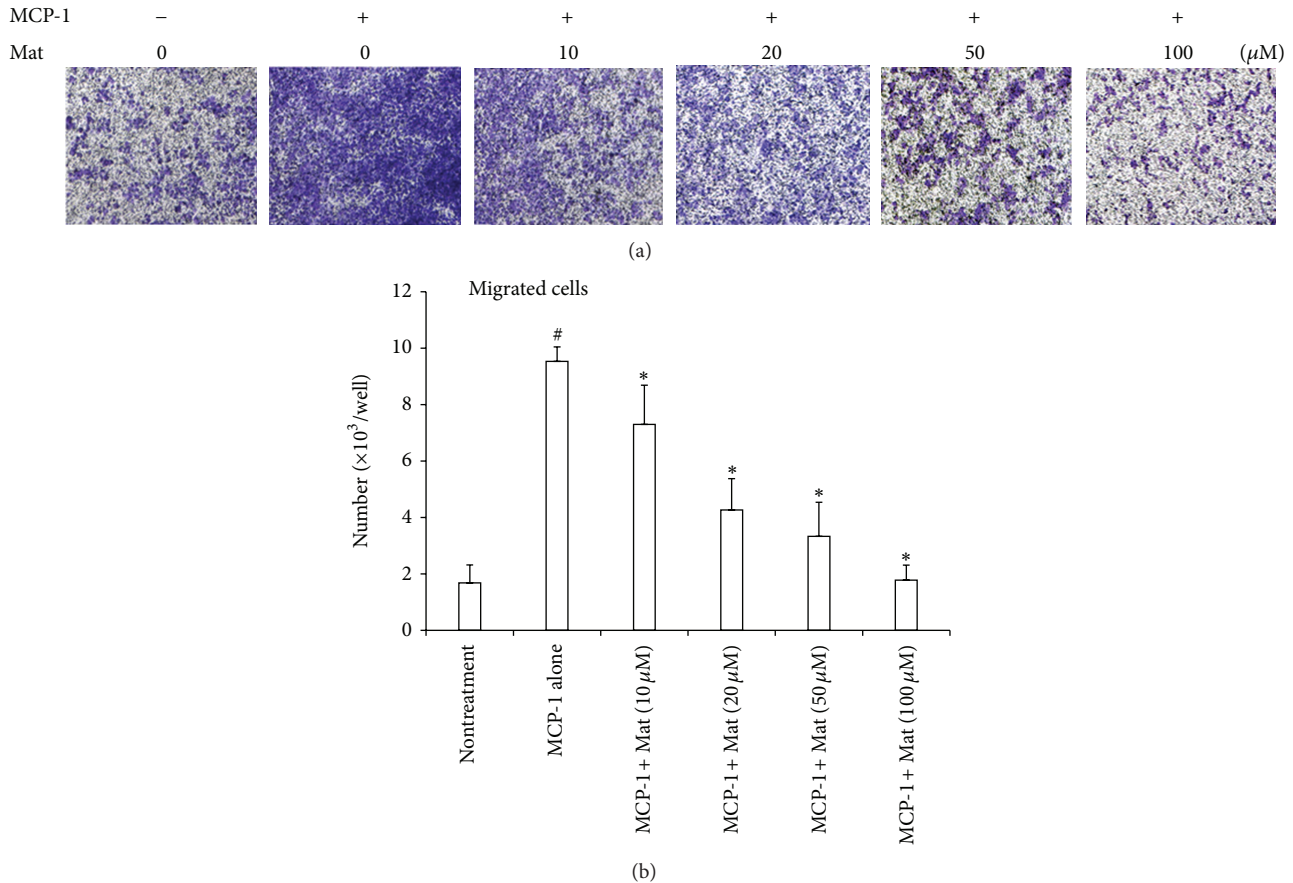 MCP-1 − + + + + +
Mat 0 0 10 20 50 100 (μM)
(a)
Migrated cells
Number (×10³/well)
12
10
8
6
4
2
0
#
*
*
*
*
Nontreatment
MCP-1 alone
MCP-1 + Mat (10 μM)
MCP-1 + Mat (20 μM)
MCP-1 + Mat (50 μM)
MCP-1 + Mat (100 μM)
(b)